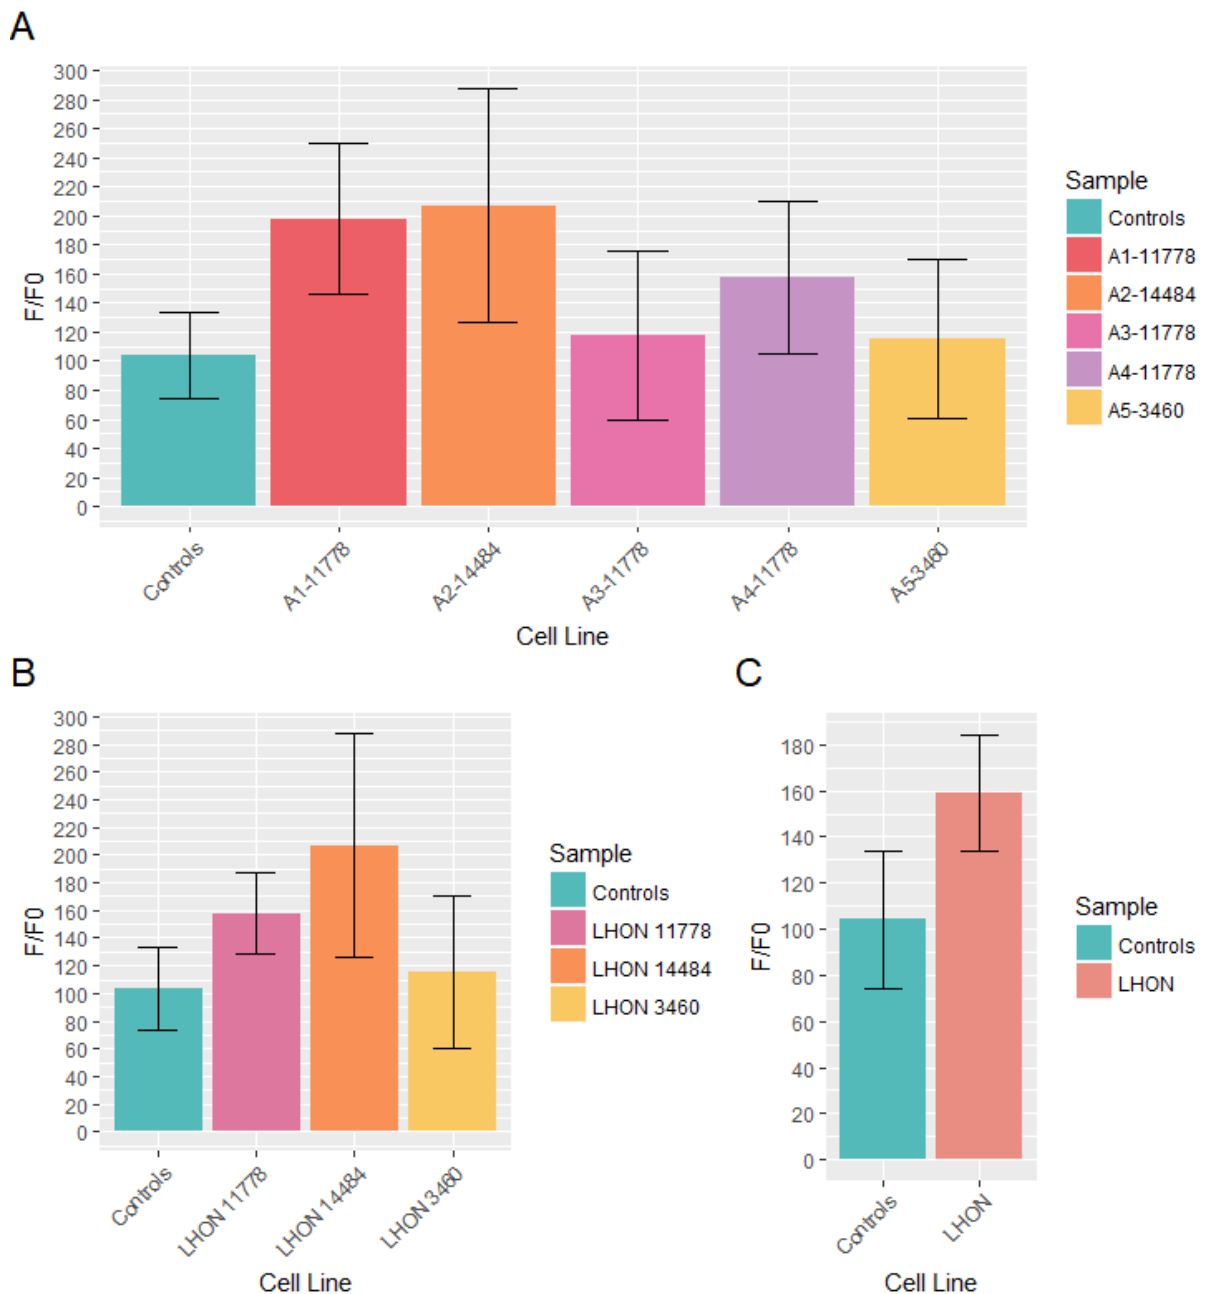 A
300
280
260
240
220
200
180
160
140
120
100
80
60
40
20
0
F/F0
Controls
A1-11778
A2-14484
A3-11778
A4-11778
A5-3460
Cell Line
Sample
Controls
A1-11778
A2-14484
A3-11778
A4-11778
A5-3460
B
300
280
260
240
220
200
180
160
140
120
100
80
60
40
20
0
F/F0
Controls
LHON 11778
LHON 14484
LHON 3460
Cell Line
Sample
Controls
LHON 11778
LHON 14484
LHON 3460
C
180
160
140
120
100
80
60
40
20
0
F/F0
Controls
LHON
Cell Line
Sample
Controls
LHON